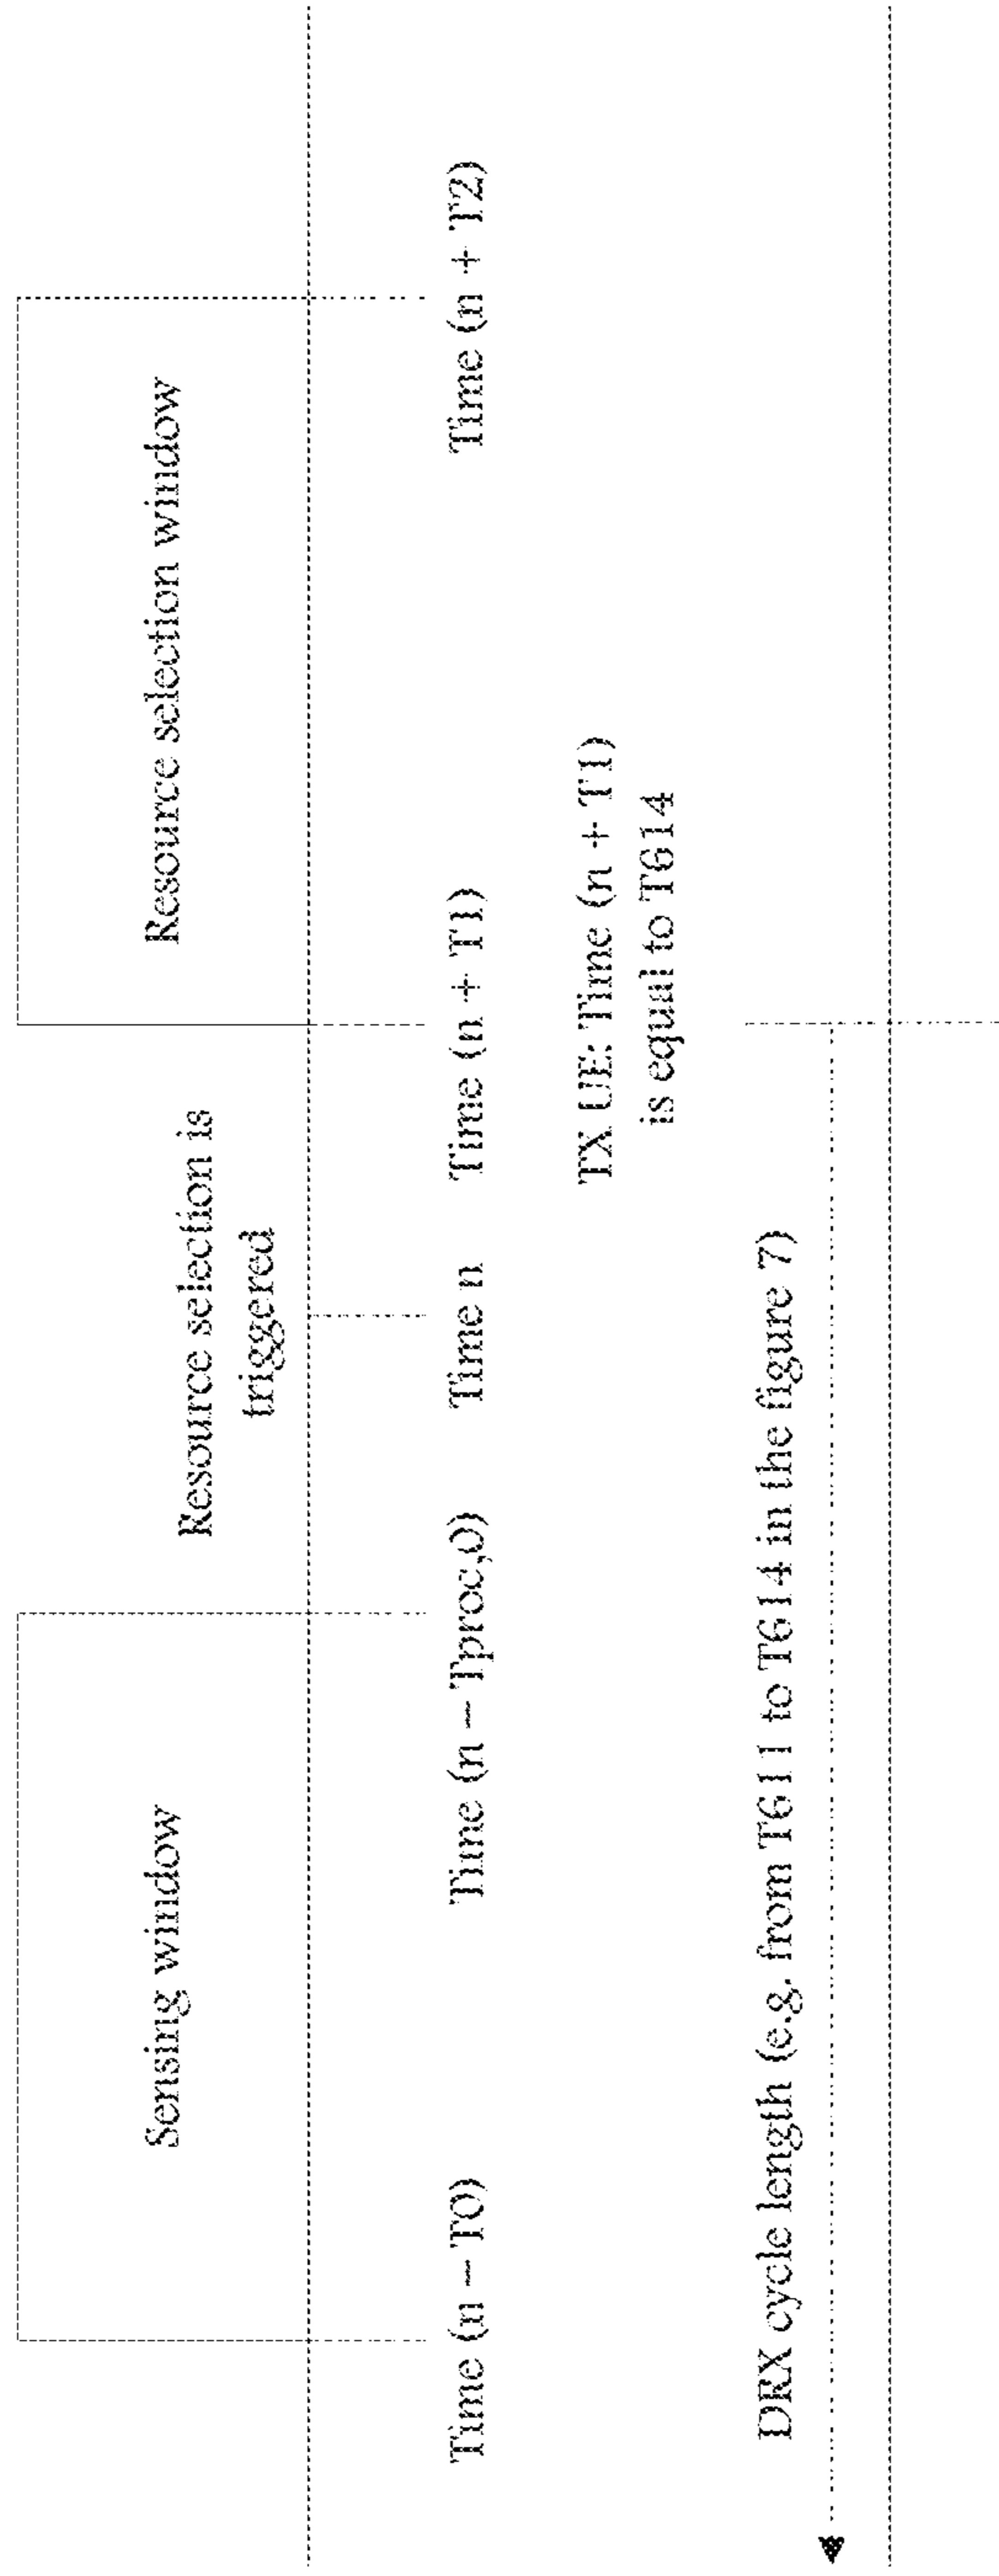 Sensing window
Resource selection is
triggered
Resource selection window
Time (n – T0)
Time (n – Tproc,0)
Time n
Time (n + T1)
Time (n + T2)
TX UE: Time (n + T1)
is equal to T614
DRX cycle length (e.g. from T611 to T614 in the figure 7)